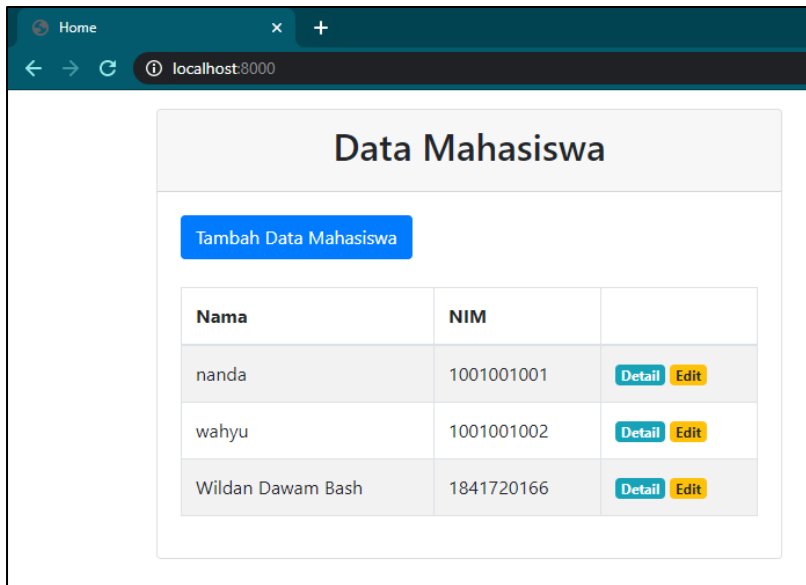 Home
localhost:8000
Data Mahasiswa
Tambah Data Mahasiswa
Nama NIM
nanda 1001001001 Detail Edit
wahyu 1001001002 Detail Edit
Wildan Dawam Bash 1841720166 Detail Edit